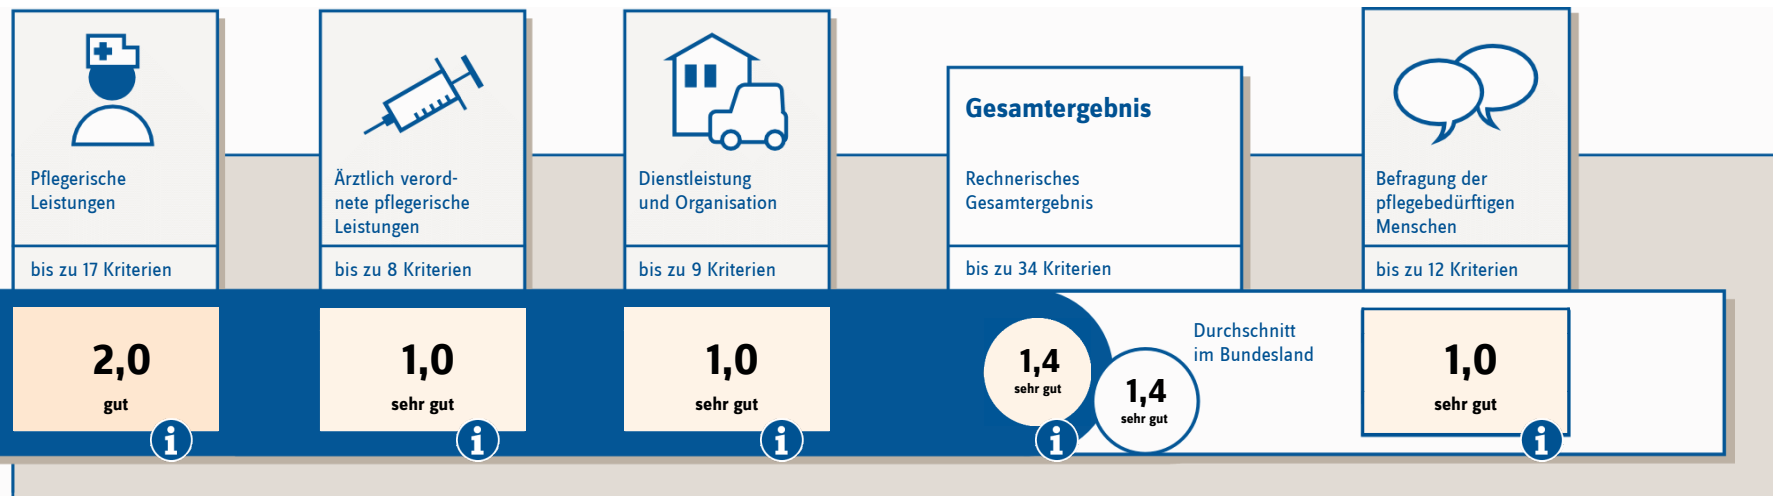 Pflegerische
Leistungen
bis zu 17 Kriterien
2,0
gut
i
Ärztlich verord-
nete pflegerische
Leistungen
bis zu 8 Kriterien
1,0
sehr gut
i
Dienstleistung
und Organisation
bis zu 9 Kriterien
1,0
sehr gut
i
Gesamtergebnis
Rechnerisches
Gesamtergebnis
bis zu 34 Kriterien
1,4
sehr gut
i
1,4
sehr gut
Durchschnitt
im Bundesland
Befragung der
pflegebedürftigen
Menschen
bis zu 12 Kriterien
1,0
sehr gut
i